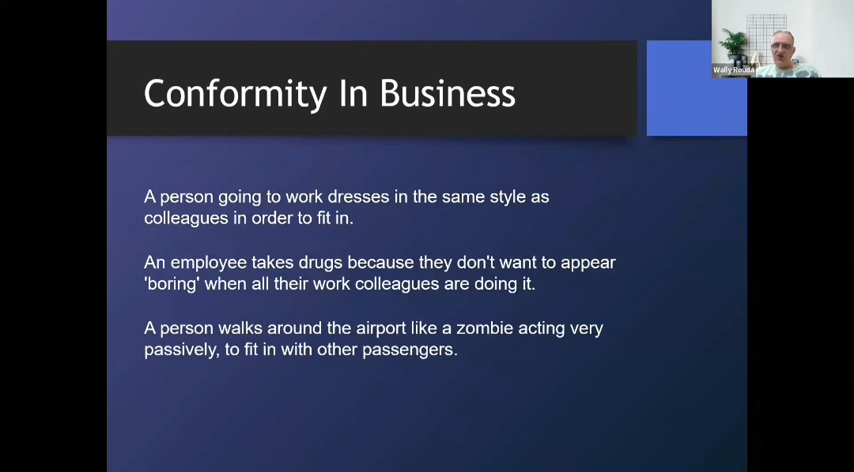 Conformity In Business
Wally Rouda
A person going to work dresses in the same style as
colleagues in order to fit in.
An employee takes drugs because they don't want to appear
'boring' when all their work colleagues are doing it.
A person walks around the airport like a zombie acting very
passively, to fit in with other passengers.